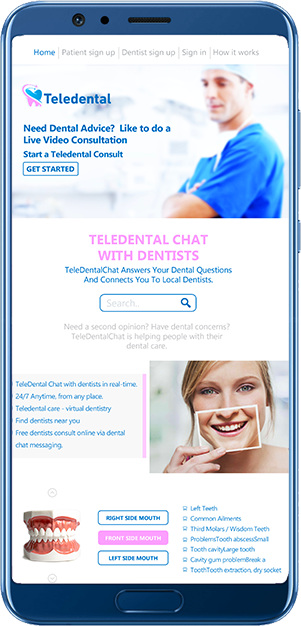 Home Patient sign up Dentist sign up Sign in How it works
Teledental
Need Dental Advice? Like to do a
Live Video Consultation
Start a Teledental Consult
GET STARTED
TELEDENTAL CHAT
WITH DENTISTS
TeleDentalChat Answers Your Dental Questions
And Connects You To Local Dentists.
Search..
Need a second opinion? Have dental concerns?
TeleDentalChat is helping people with their
dental care.
TeleDental Chat with dentists in real-time.
24/7 Anytime, from any place.
Teledental care - virtual dentistry
Find dentists near you
Free dentists consult online via dental
chat messaging.
RIGHT SIDE MOUTH
FRONT SIDE MOUTH
LEFT SIDE MOUTH
Left Teeth
Common Ailments
Third Molars / Wisdom Teeth
ProblemsTooth abscessSmall
Tooth cavityLarge tooth
Cavity gum problemBreak a
ToothTooth extraction, dry socket